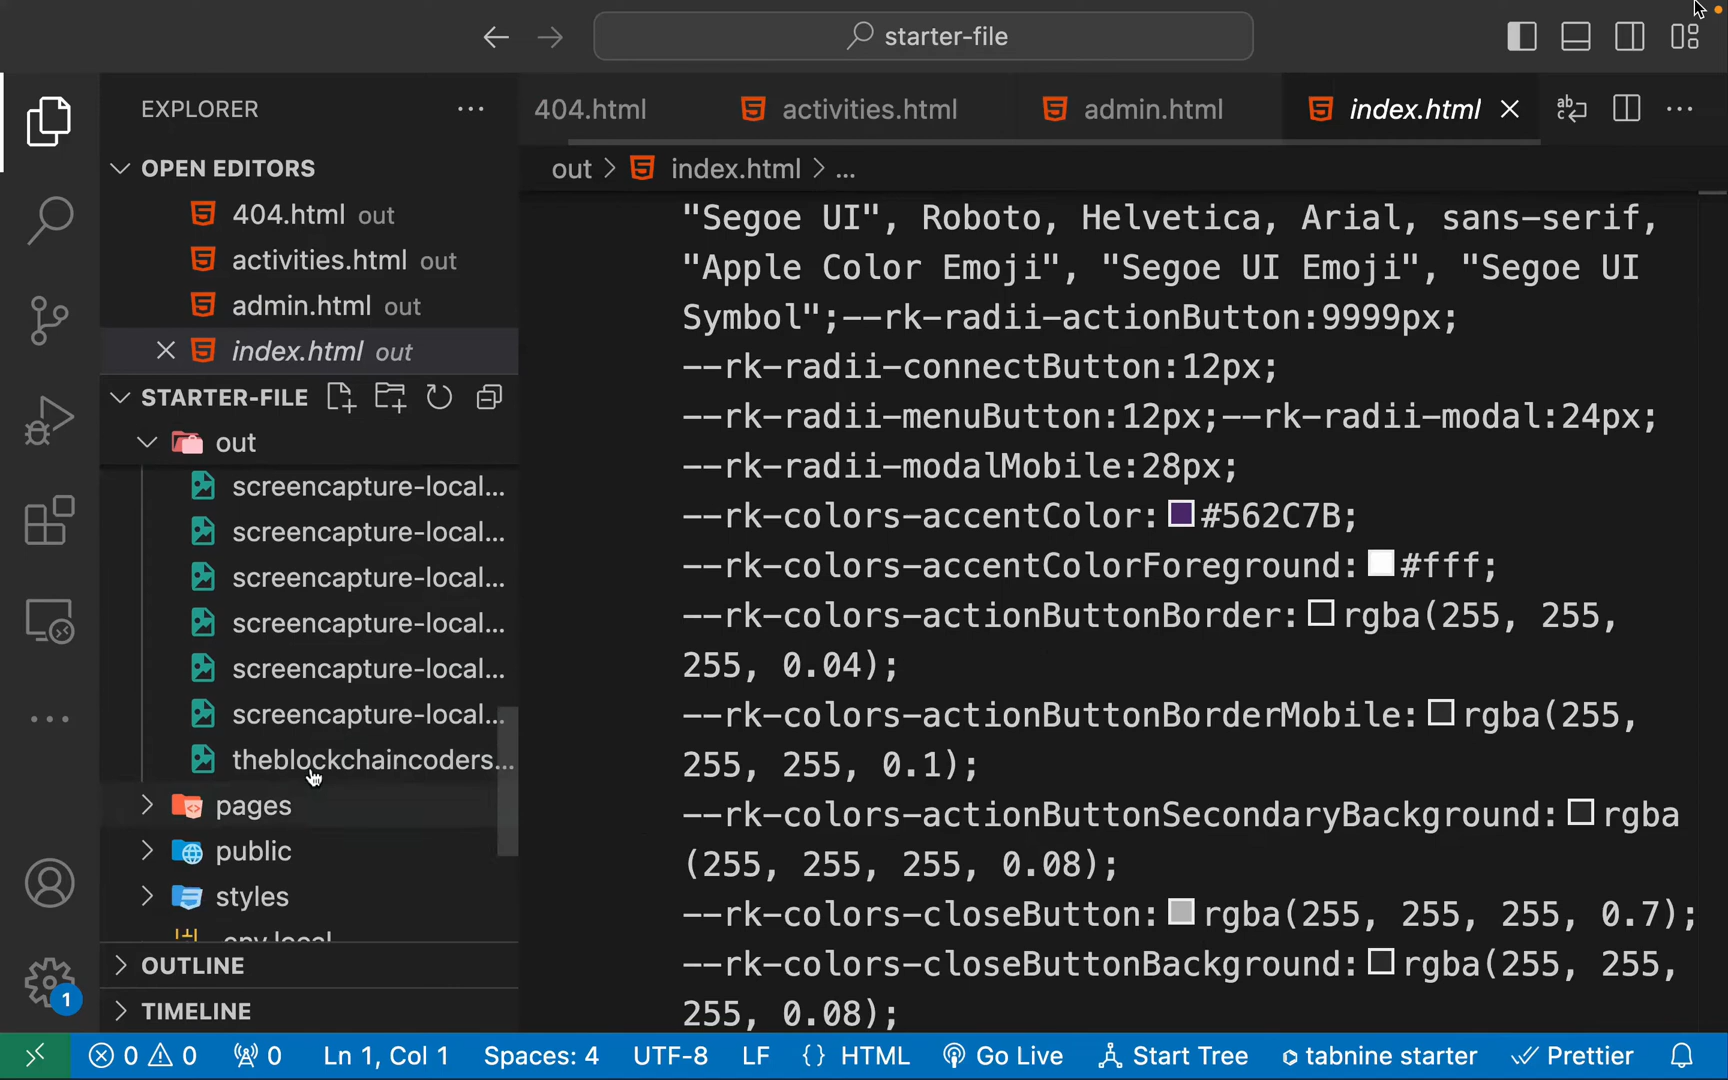 starter-file
EXPLORER
404.html
activities.html
admin.html
index.html
out > index.html > ...
OPEN EDITORS
404.html out
activities.html out
admin.html out
index.html out
STARTER-FILE
out
screencapture-local...
screencapture-local...
screencapture-local...
screencapture-local...
screencapture-local...
screencapture-local...
theblockchaincoders...
pages
public
styles
.env.local
OUTLINE
TIMELINE
"Segoe UI", Roboto, Helvetica, Arial, sans-serif,
"Apple Color Emoji", "Segoe UI Emoji", "Segoe UI
Symbol";--rk-radii-actionButton:9999px;
--rk-radii-connectButton:12px;
--rk-radii-menuButton:12px;--rk-radii-modal:24px;
--rk-radii-modalMobile:28px;
--rk-colors-accentColor:#562C7B;
--rk-colors-accentColorForeground:#fff;
--rk-colors-actionButtonBorder:rgba(255, 255,
255, 0.04);
--rk-colors-actionButtonBorderMobile:rgba(255,
255, 255, 0.1);
--rk-colors-actionButtonSecondaryBackground:rgba
(255, 255, 255, 0.08);
--rk-colors-closeButton:rgba(255, 255, 255, 0.7);
--rk-colors-closeButtonBackground:rgba(255, 255,
255, 0.08);
1
0 0 0 Ln 1, Col 1 Spaces: 4 UTF-8 LF {} HTML Go Live Start Tree tabnine starter Prettier